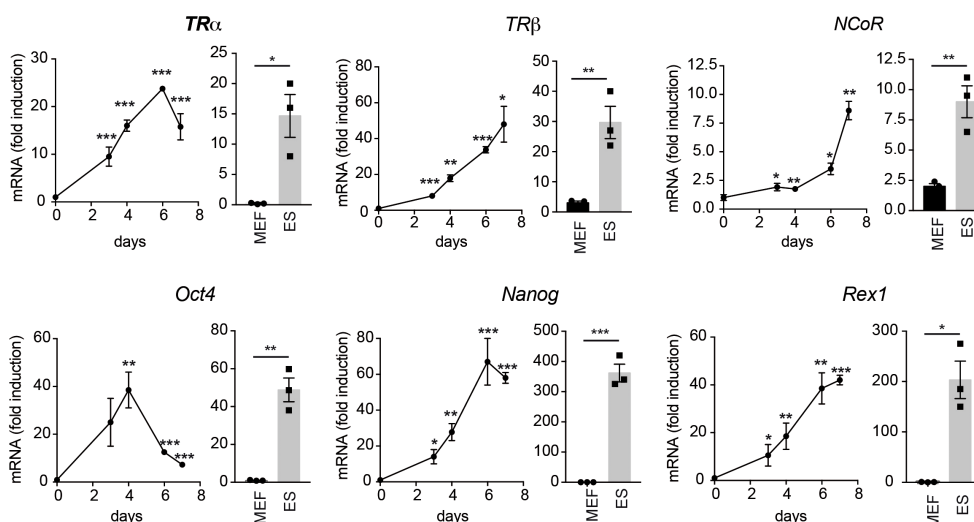 TRα
mRNA (fold induction)
30
20
10
0
0 2 4 6 8
days
***
***
***
***
25
20
15
10
5
0
*
MEF
ES
TRβ
mRNA (fold induction)
80
60
40
20
0
0 2 4 6 8
days
***
**
***
*
50
40
30
20
10
0
**
MEF
ES
NCoR
mRNA (fold induction)
10.0
7.5
5.0
2.5
0.0
0 2 4 6 8
days
*
**
*
**
12.5
10.0
7.5
5.0
2.5
0.0
**
MEF
ES
Oct4
mRNA (fold induction)
60
40
20
0
0 2 4 6 8
days
**
***
***
80
60
40
20
0
**
MEF
ES
Nanog
mRNA (fold induction)
80
60
40
20
0
0 2 4 6 8
days
*
**
***
***
500
400
300
200
100
0
***
MEF
ES
Rex1
mRNA (fold induction)
60
40
20
0
0 2 4 6 8
days
*
**
**
***
300
200
100
0
*
MEF
ES